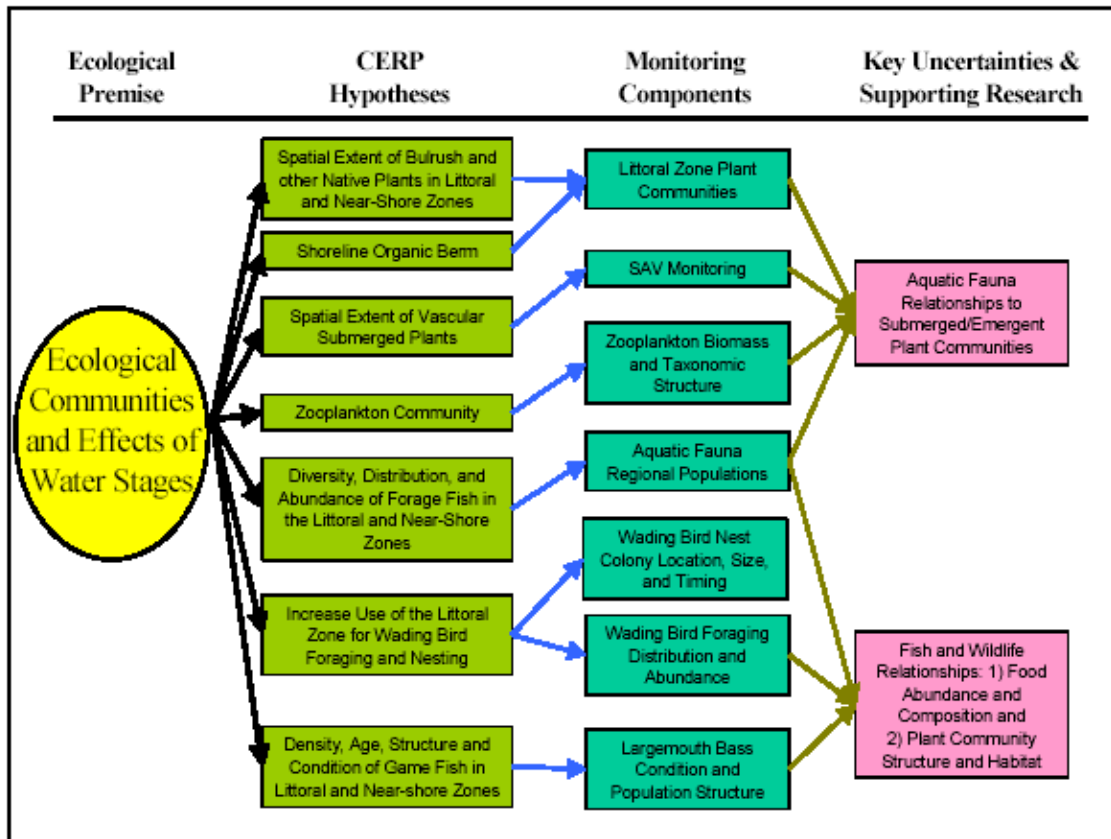 Ecological
Premise
CERP
Hypotheses
Monitoring
Components
Key Uncertainties &
Supporting Research
Ecological
Communities
and Effects of
Water Stages
Spatial Extent of Bulrush and
other Native Plants in Littoral
and Near-Shore Zones
Shoreline Organic Berm
Spatial Extent of Vascular
Submerged Plants
Zooplankton Community
Diversity, Distribution, and
Abundance of Forage Fish in
the Littoral and Near-Shore
Zones
Increase Use of the Littoral
Zone for Wading Bird
Foraging and Nesting
Density, Age, Structure and
Condition of Game Fish in
Littoral and Near-shore Zones
Littoral Zone Plant
Communities
SAV Monitoring
Zooplankton Biomass
and Taxonomic
Structure
Aquatic Fauna
Regional Populations
Wading Bird Nest
Colony Location, Size,
and Timing
Wading Bird Foraging
Distribution and
Abundance
Largemouth Bass
Condition and
Population Structure
Aquatic Fauna
Relationships to
Submerged/Emergent
Plant Communities
Fish and Wildlife
Relationships: 1) Food
Abundance and
Composition and
2) Plant Community
Structure and Habitat